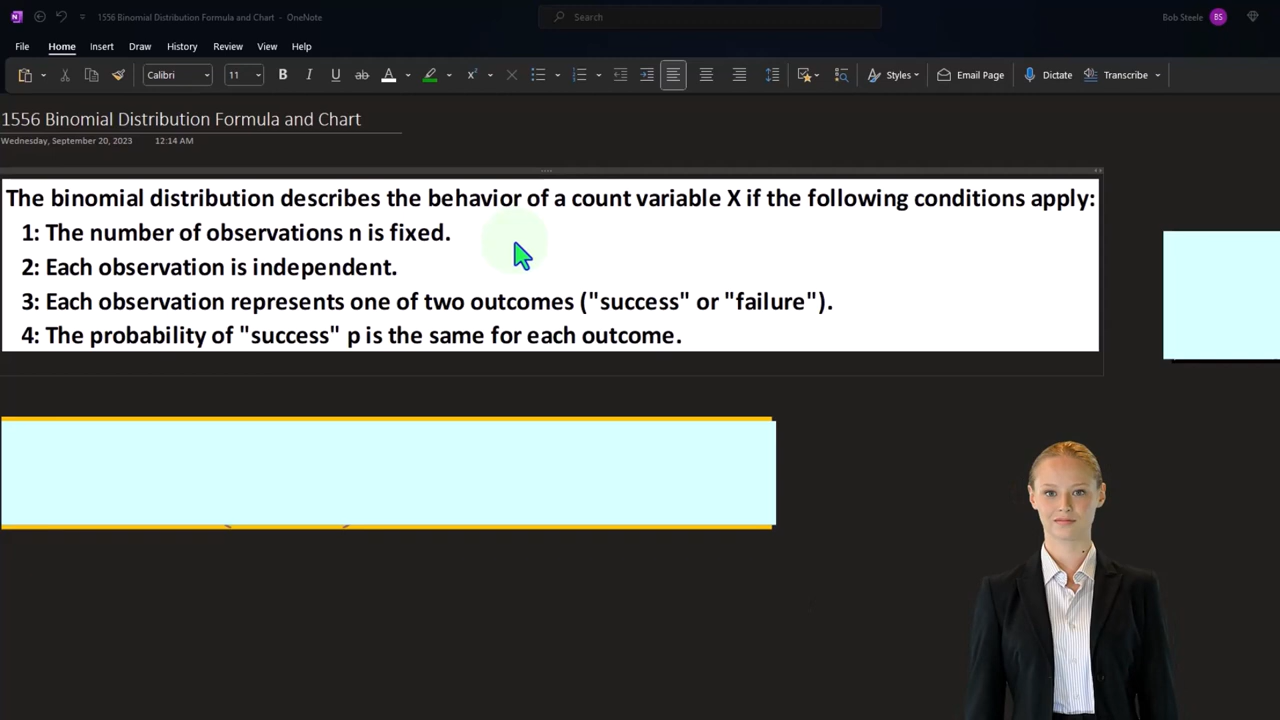 1556 Binomial Distribution Formula and Chart - OneNote
Search
Bob Steele
BS
File Home Insert Draw History Review View Help
Calibri 11 B I U ab A x² Styles Email Page Dictate Transcribe
1556 Binomial Distribution Formula and Chart
Wednesday, September 20, 2023 12:14 AM
The binomial distribution describes the behavior of a count variable X if the following conditions apply:
1: The number of observations n is fixed.
2: Each observation is independent.
3: Each observation represents one of two outcomes ("success" or "failure").
4: The probability of "success" p is the same for each outcome.